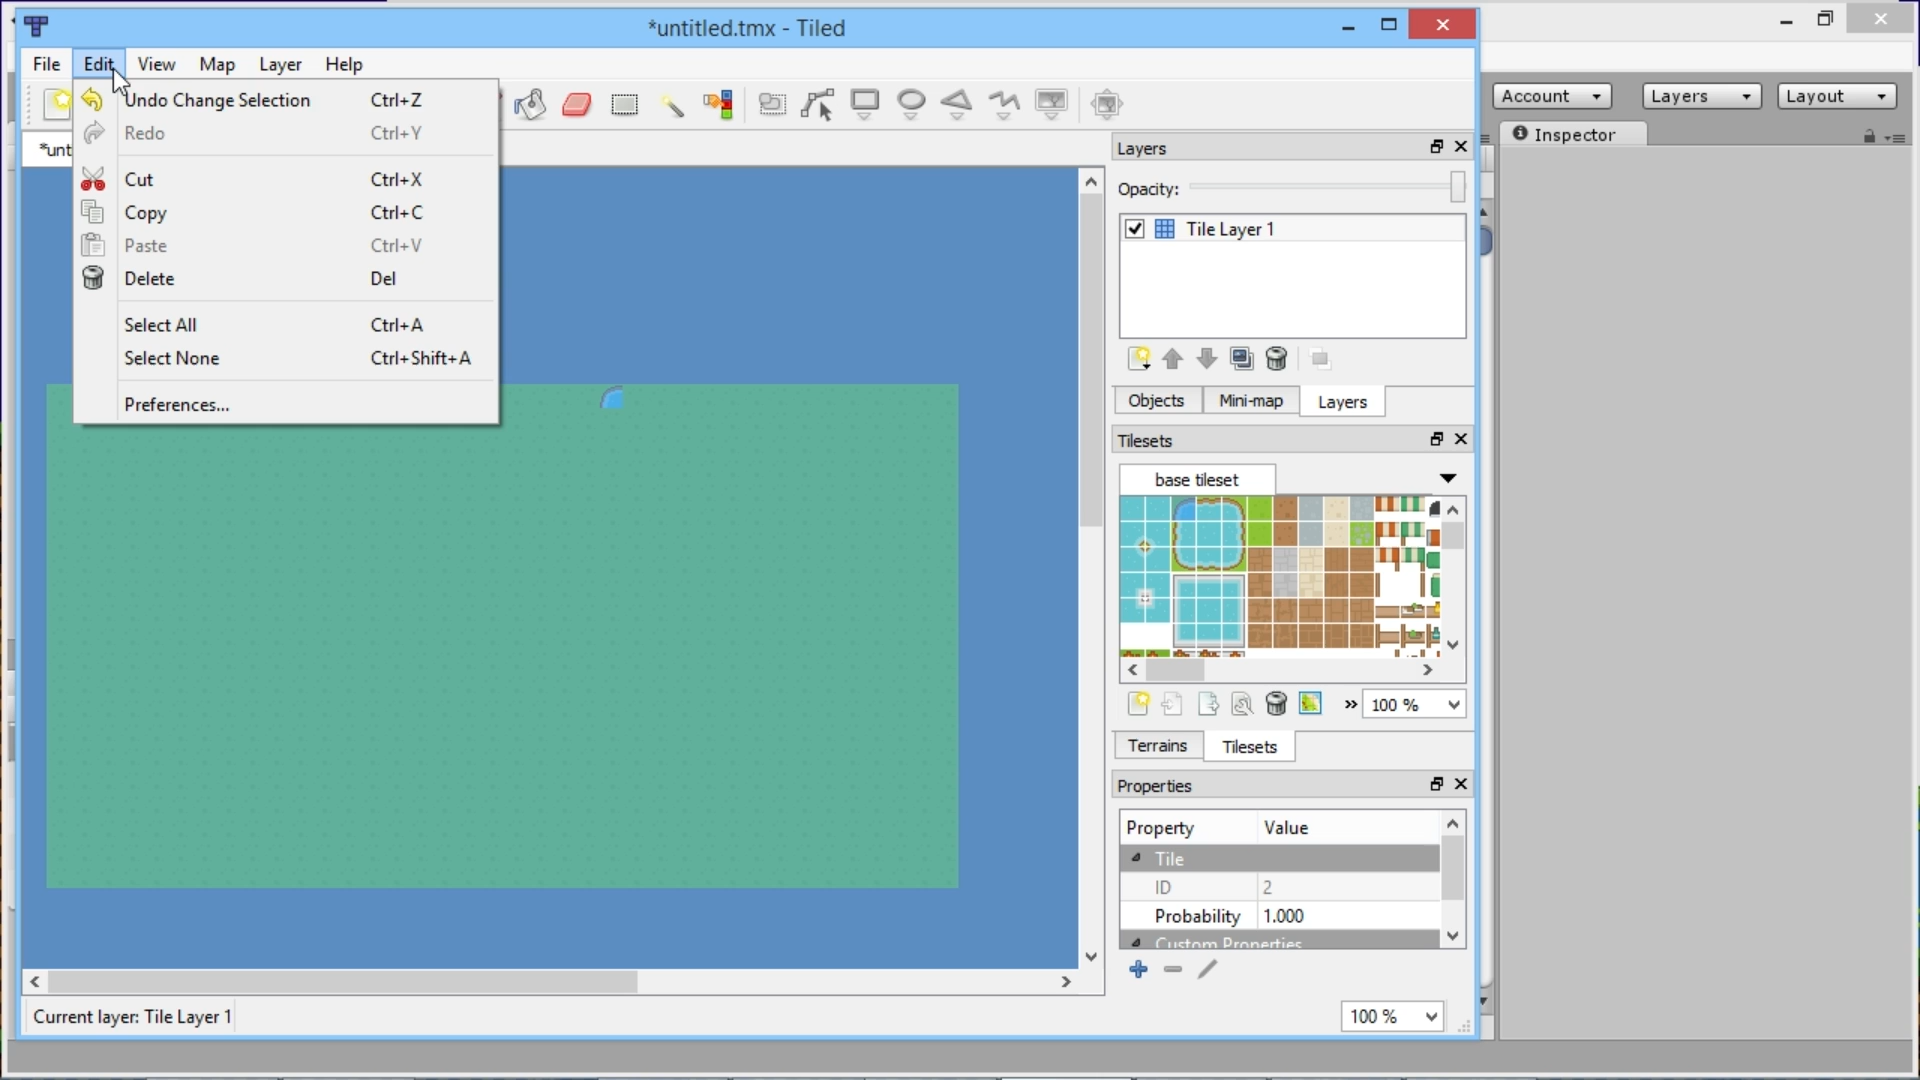 *untitled.tmx - Tiled
File Edit View Map Layer Help
Undo Change Selection Ctrl+Z
Redo Ctrl+Y
Cut Ctrl+X
Copy Ctrl+C
Paste Ctrl+V
Delete Del
Select All Ctrl+A
Select None Ctrl+Shift+A
Preferences...
*unt
Account Layers Layout
Inspector
Layers
Opacity:
Tile Layer 1
Objects Mini-map Layers
Tilesets
base tileset
100 %
Terrains Tilesets
Properties
Property Value
Tile
ID 2
Probability 1.000
Custom Properties
Current layer: Tile Layer 1
100 %